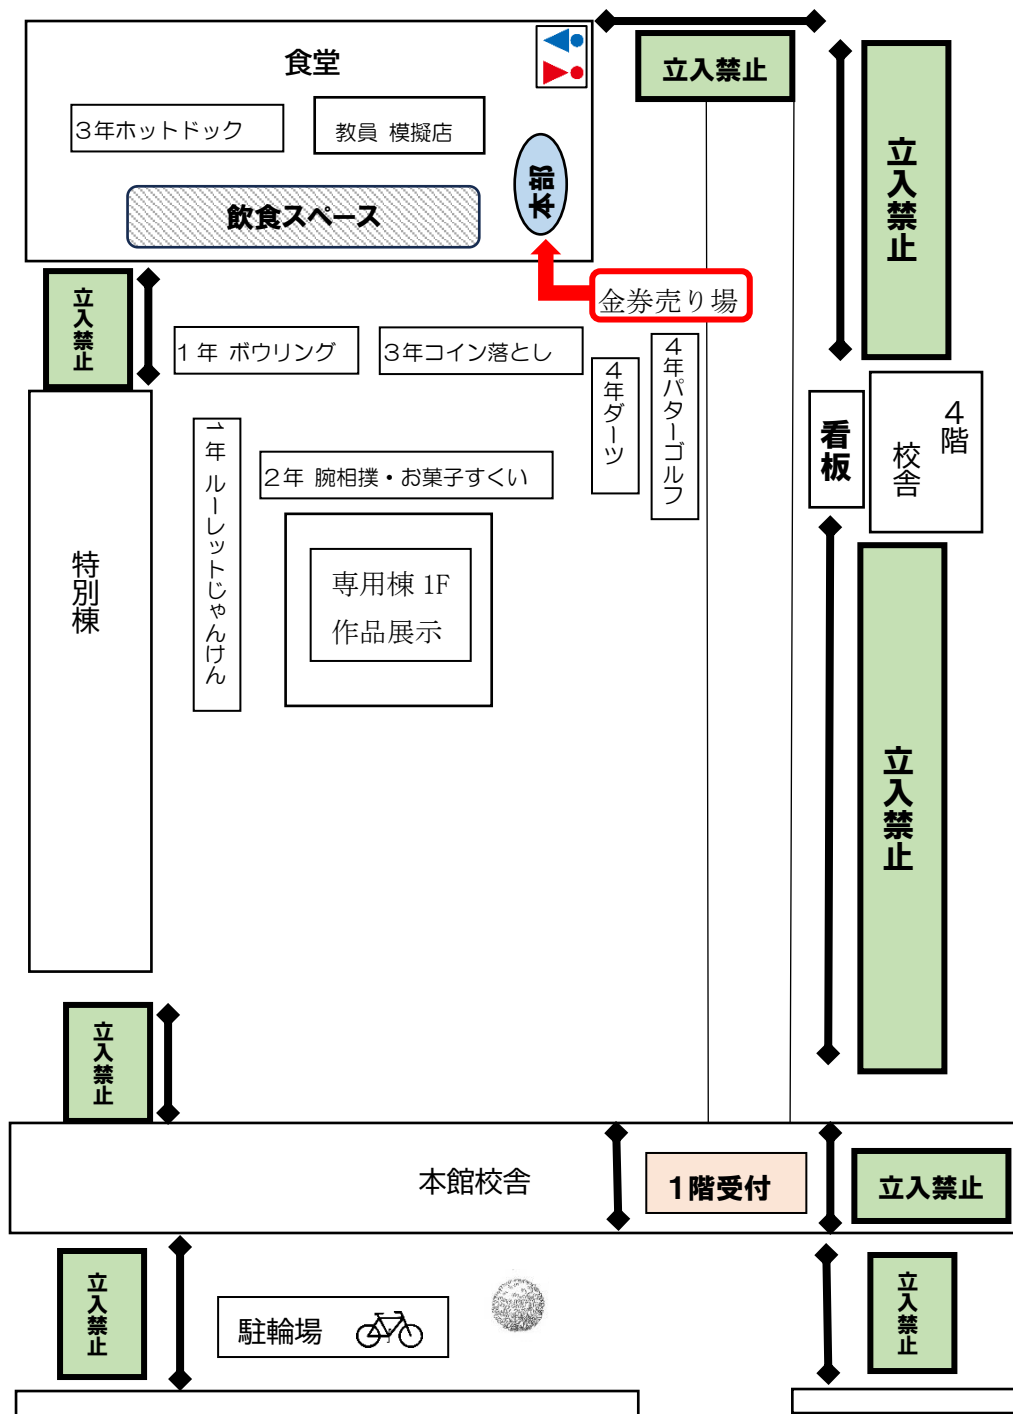 食堂
立入禁止
立入禁止
3年ホットドック
教員 模擬店
本部
飲食スペース
金券売り場
立入禁止
1年 ボウリング
3年コイン落とし
4年ダーツ
4年パターゴルフ
看板
4階
校舎
1年 ルーレットじゃんけん
2年 腕相撲・お菓子すくい
専用棟 1F
作品展示
特別棟
立入禁止
立入禁止
本館校舎
1階受付
立入禁止
立入禁止
駐輪場
立入禁止